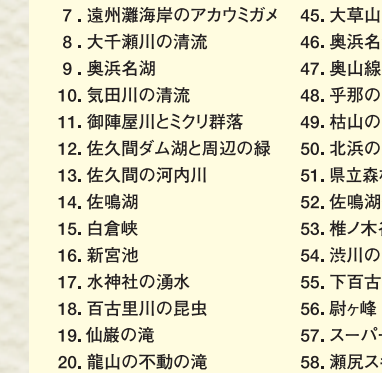 7. 遠州灘海岸のアカウミガメ
8. 大千瀬川の清流
9. 奥浜名湖
10. 気田川の清流
11. 御陣屋川とミクリ群落
12. 佐久間ダム湖と周辺の緑
13. 佐久間の河内川
14. 佐鳴湖
15. 白倉峡
16. 新宮池
17. 水神社の湧水
18. 百古里川の昆虫
19. 仙巌の滝
20. 龍山の不動の滝
45. 大草山
46. 奥浜名
47. 奥山線
48. 乎那の
49. 枯山の
50. 北浜の
51. 県立森
52. 佐鳴湖
53. 椎ノ木
54. 渋川の
55. 下百古
56. 尉ヶ峰
57. スーパー
58. 瀬尻ス